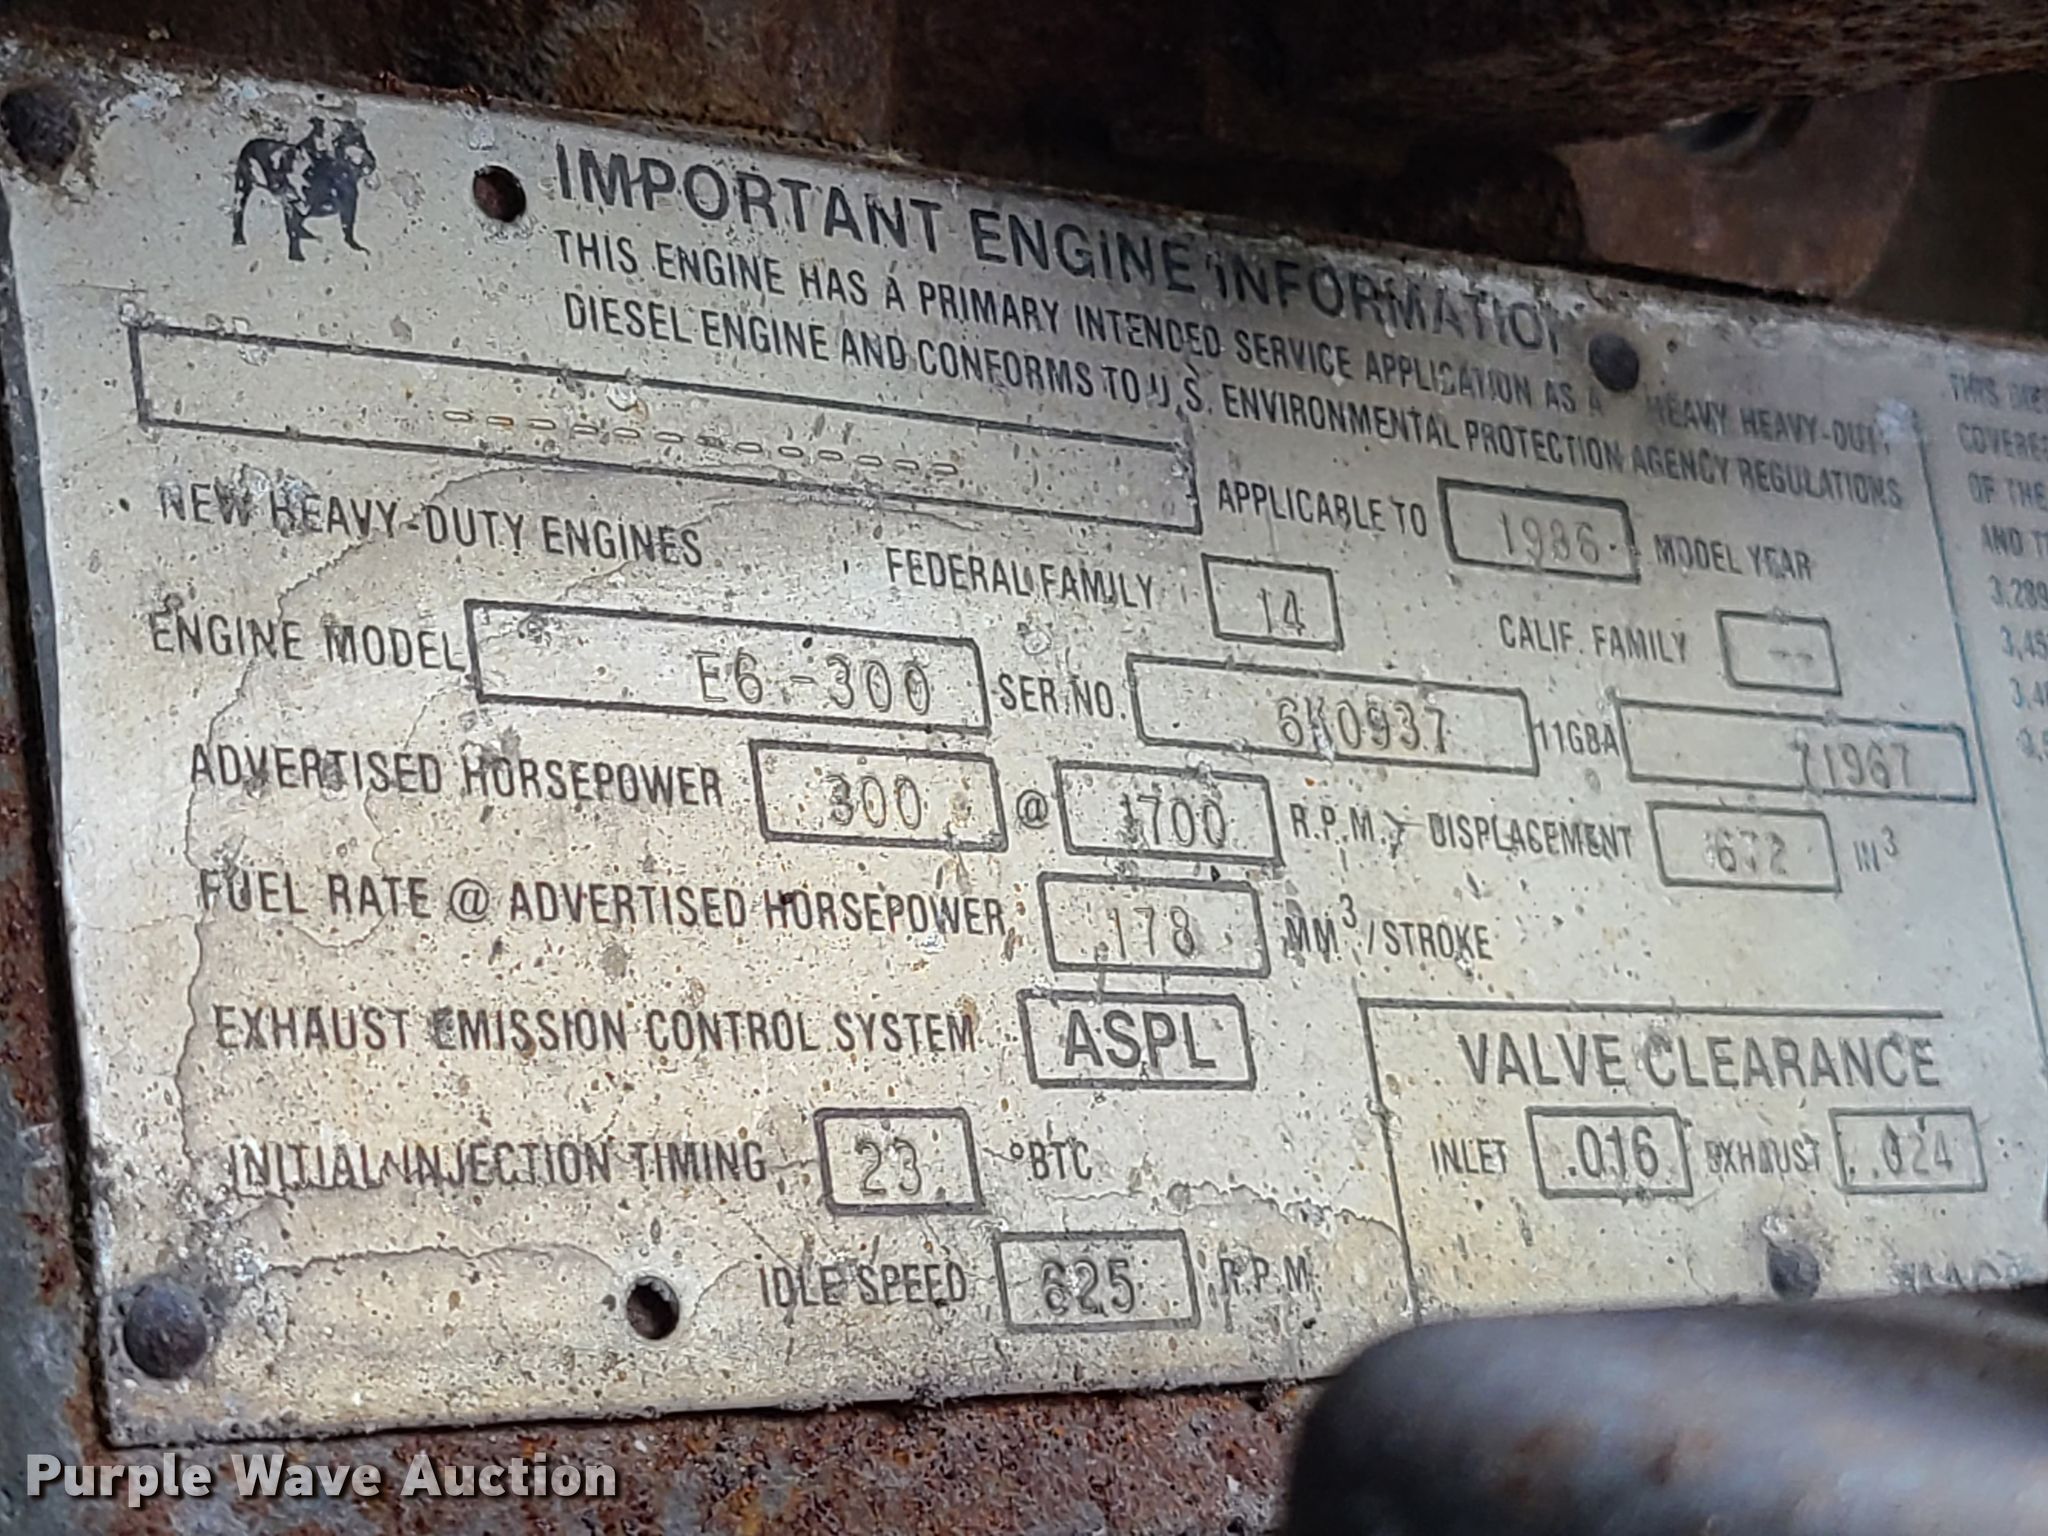 IMPORTANT ENGINE INFORMATION
THIS ENGINE HAS A PRIMARY INTENDED SERVICE APPLICATION AS A HEAVY HEAVY-DUTY
DIESEL ENGINE AND CONFORMS TO U.S. ENVIRONMENTAL PROTECTION AGENCY REGULATIONS
------------- APPLICABLE TO 1986 MODEL YEAR
NEW HEAVY-DUTY ENGINES FEDERAL FAMILY 14 CALIF. FAMILY --
ENGINE MODEL E6-300 SER. NO. 6K0937 11GBA 71967
ADVERTISED HORSEPOWER 300 @ 1700 R.P.M. DISPLACEMENT 672 IN³
FUEL RATE @ ADVERTISED HORSEPOWER 178 MM³/STROKE
EXHAUST EMISSION CONTROL SYSTEM ASPL
VALVE CLEARANCE
INITIAL INJECTION TIMING 23 °BTC
INLET .016 EXHAUST .024
IDLE SPEED 625 R.P.M.
THIS
OF THE
Purple Wave Auction